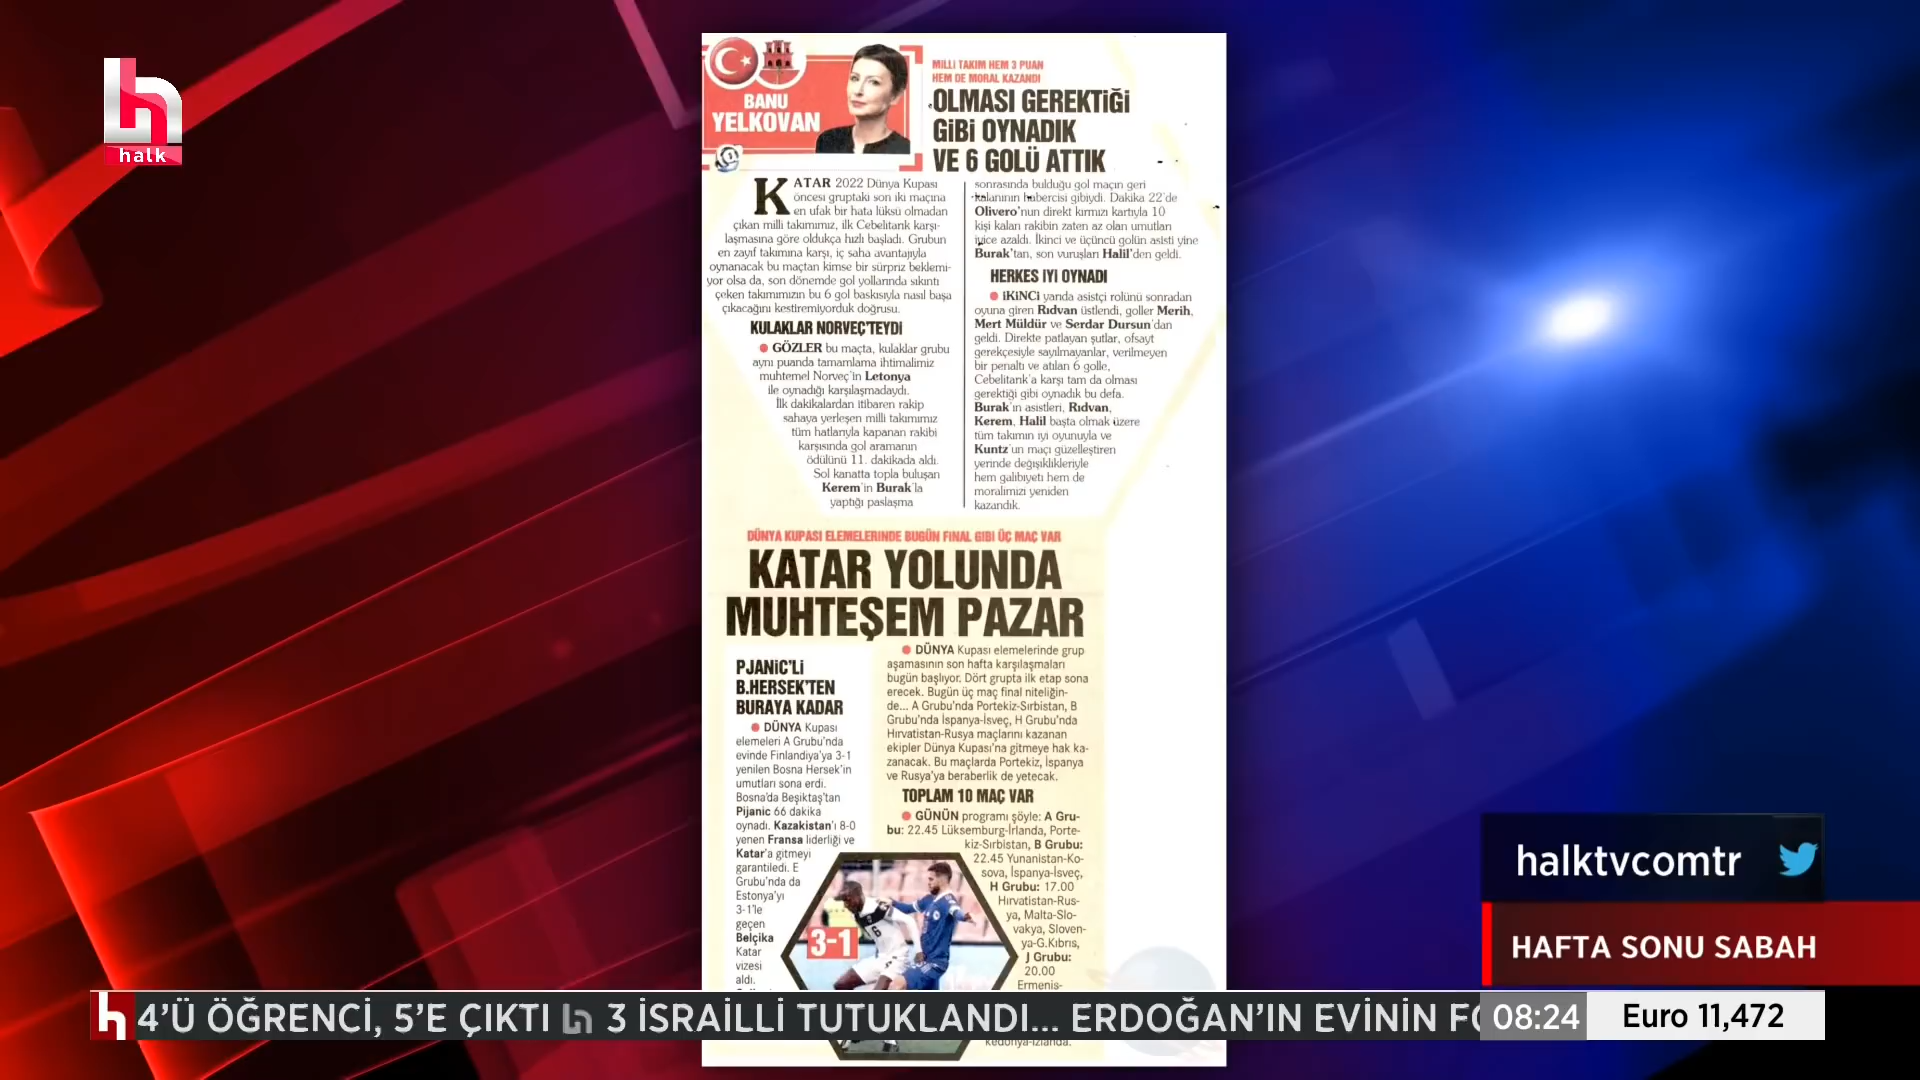 halk
BANU
YELKOVAN
MİLLİ TAKIM HEM 3 PUAN
HEM DE MORAL KAZANDI
OLMASI GEREKTİĞİ
GİBİ OYNADIK
VE 6 GOLÜ ATTIK
KATAR 2022 Dünya Kupası
öncesi gruptaki son iki maçına
en ufak bir hata lüksü olmadan
çıkan milli takımımız, ilk Cebelitarık karşı-
laşmasına göre oldukça hızlı başladı. Grubun
en zayıf takımına karşı, iç saha avantajıyla
oynanacak bu maçtan kimse bir sürpriz beklemi-
yor olsa da, son dönemde gol yollarında sıkıntı
çeken takımımızın bu 6 gol baskısıyla nasıl başa
çıkacağını kestiremiyorduk doğrusu.
KULAKLAR NORVEÇ'TEYDİ
GÖZLER bu maçta, kulaklar grubu
aynı puanda tamamlama ihtimalimiz
muhtemel Norveç'in Letonya
ile oynadığı karşılaşmadaydı.
İlk dakikalardan itibaren rakip
sahaya yerleşen milli takımımız
tüm hatlarıyla kapanan rakibi
karşısında gol aramanın
ödülünü 11. dakikada aldı.
Sol kanatta topla buluşan
Kerem'in Burak'la
yaptığı paslaşma
sonrasında bulduğu gol maçın geri
kalanının habercisi gibiydi. Dakika 22'de
Olivero'nun direkt kırmızı kartıyla 10
kişi kalan rakibin zaten az olan umutları
iyice azaldı. İkinci ve üçüncü golün asisti yine
Burak'tan, son vuruşları Halil'den geldi.
HERKES İYİ OYNADI
İKİNCİ yarıda asistçi rolünü sonradan
oyuna giren Rıdvan üstlendi, goller Merih,
Mert Müldür ve Serdar Dursun'dan
geldi. Direkte patlayan şutlar, ofsayt
gerekçesiyle sayılmayanlar, verilmeyen
bir penaltı ve atılan 6 golle,
Cebelitarık'a karşı tam da olması
gerektiği gibi oynadık bu defa.
Burak'ın asistleri, Rıdvan,
Kerem, Halil başta olmak üzere
tüm takımın iyi oyunuyla ve
Kuntz'un maçı güzelleştiren
yerinde değişiklikleriyle
hem galibiyeti hem de
moralimizi yeniden
kazandık.
DÜNYA KUPASI ELEMELERİNDE BUGÜN FİNAL GİBİ ÜÇ MAÇ VAR
KATAR YOLUNDA
MUHTEŞEM PAZAR
PJANİC'Lİ
B.HERSEK'TEN
BURAYA KADAR
DÜNYA Kupası
elemeleri A Grubu'nda
evinde Finlandiya'ya 3-1
yenilen Bosna Hersek'in
umutları sona erdi.
Bosna'da Beşiktaş'tan
Pijanic 66 dakika
oynadı. Kazakistan'ı 8-0
yenen Fransa liderliği ve
Katar'a gitmeyi
garantiledi. E
Grubu'nda da
Estonya'yı
3-1'le
geçen
Belçika
Katar
vizesi
aldı.
DÜNYA Kupası elemelerinde grup
aşamasının son hafta karşılaşmaları
bugün başlıyor. Dört grupta ilk etap sona
erecek. Bugün üç maç final niteliğin-
de... A Grubu'nda Portekiz-Sırbistan, B
Grubu'nda İspanya-İsveç, H Grubu'nda
Hırvatistan-Rusya maçlarını kazanan
ekipler Dünya Kupası'na gitmeye hak ka-
zanacak. Bu maçlarda Portekiz, İspanya
ve Rusya'ya beraberlik de yetecek.
TOPLAM 10 MAÇ VAR
GÜNÜN programı şöyle: A Gru-
bu: 22.45 Lüksemburg-İrlanda, Porte-
kiz-Sırbistan, B Grubu:
22.45 Yunanistan-Ko-
sova, İspanya-İsveç,
H Grubu: 17.00
Hırvatistan-Rus-
ya, Malta-Slo-
vakya, Sloven-
ya-G.Kıbrıs,
J Grubu:
20.00
Ermenis-
kedonya-İzlanda.
3-1
halktvcomtr
HAFTA SONU SABAH
4'Ü ÖĞRENCİ, 5'E ÇIKTI 3 İSRAİLLİ TUTUKLANDI... ERDOĞAN'IN EVİNİN
08:24
Euro 11,472